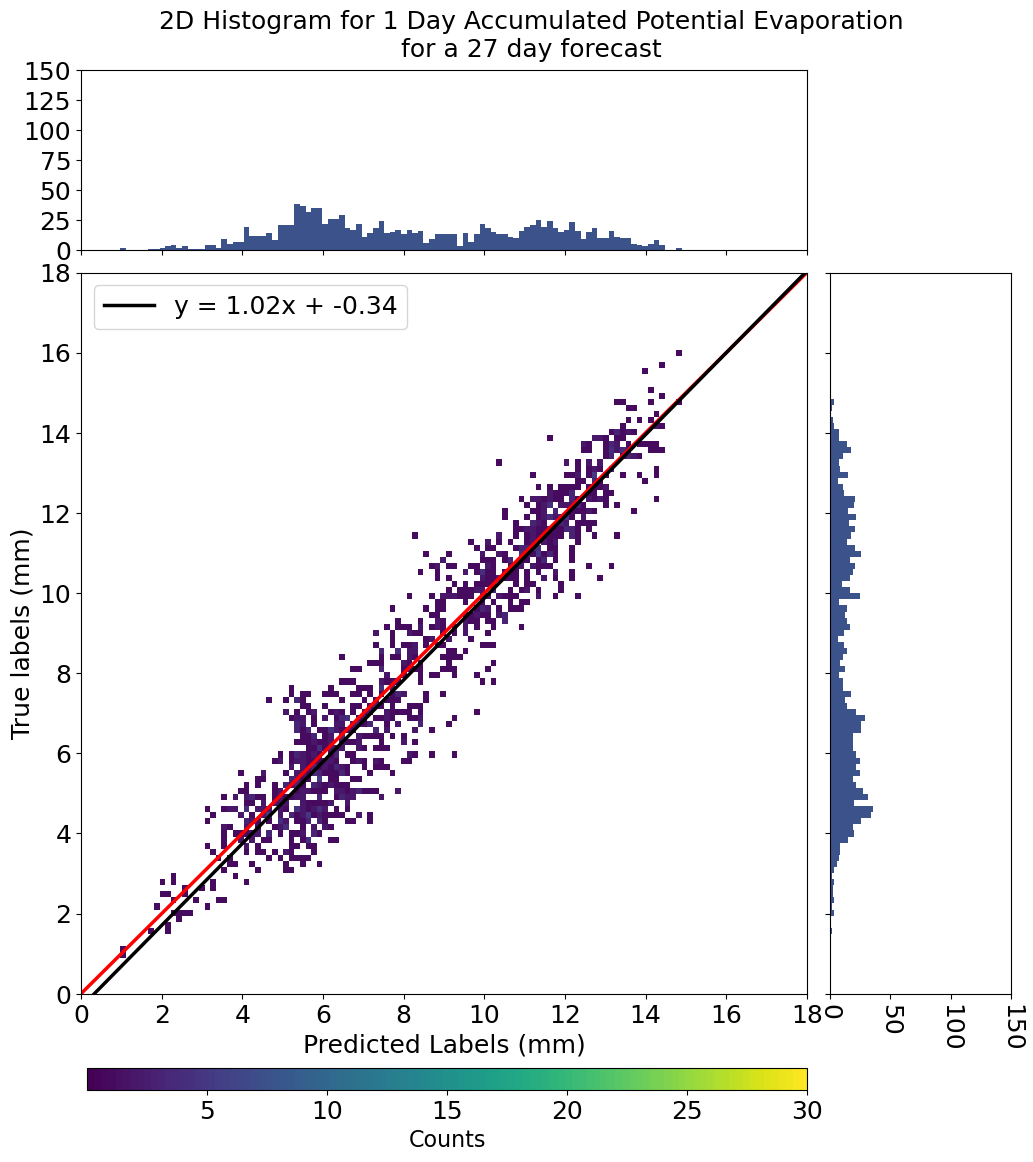 2D Histogram for 1 Day Accumulated Potential Evaporation
for a 27 day forecast
150
125
100
75
50
25
0
18
16
14
12
10
8
6
4
2
0
True labels (mm)
y = 1.02x + -0.34
0 2 4 6 8 10 12 14 16 18
Predicted Labels (mm)
0 50 100 150
5 10 15 20 25 30
Counts